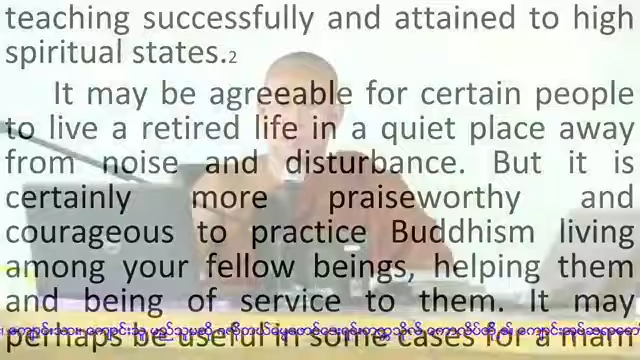 teaching successfully and attained to high
spiritual states.2
It may be agreeable for certain people
to live a retired life in a quiet place away
from noise and disturbance. But it is
certainly more praiseworthy and
courageous to practice Buddhism living
among your fellow beings, helping them
and being of service to them. It may
perhaps be useful in some cases for a man